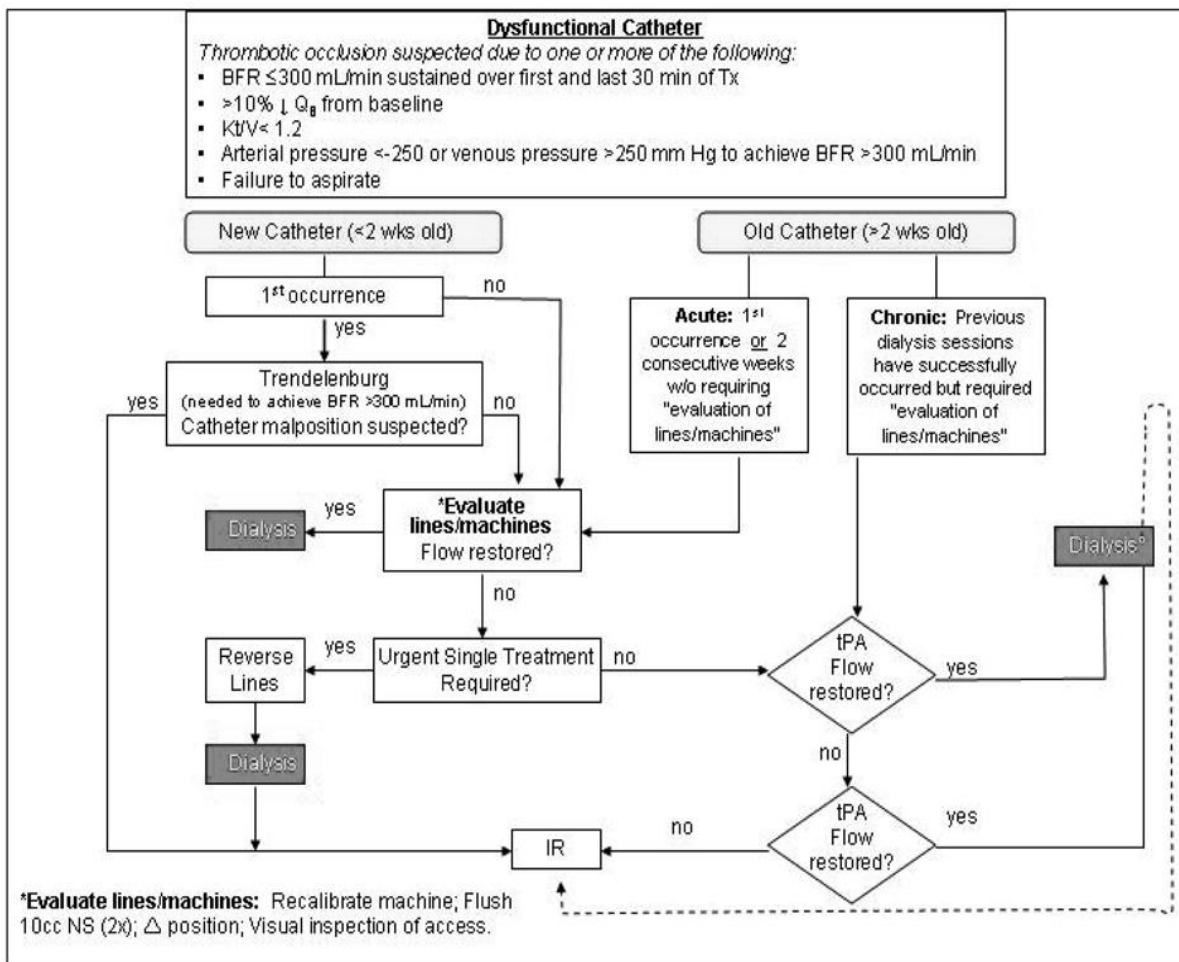 Dysfunctional Catheter
Thrombotic occlusion suspected due to one or more of the following:
▪ BFR ≤300 mL/min sustained over first and last 30 min of Tx
▪ >10% ↓ QB from baseline
▪ Kt/V< 1.2
▪ Arterial pressure <-250 or venous pressure >250 mm Hg to achieve BFR >300 mL/min
▪ Failure to aspirate
New Catheter (<2 wks old)
Old Catheter (>2 wks old)
1st occurrence
no
yes
Acute: 1st
occurrence or 2
consecutive weeks
w/o requiring
"evaluation of
lines/machines"
Chronic: Previous
dialysis sessions
have successfully
occurred but required
"evaluation of
lines/machines"
yes
Trendelenburg
(needed to achieve BFR >300 mL/min)
Catheter malposition suspected?
no
*Evaluate
lines/machines
Flow restored?
yes
Dialysis
Dialysis*
no
Reverse
Lines
yes
Urgent Single Treatment
Required?
no
tPA
Flow
restored?
yes
Dialysis
no
tPA
Flow
restored?
yes
no
IR
*Evaluate lines/machines: Recalibrate machine; Flush
10cc NS (2x); △ position; Visual inspection of access.